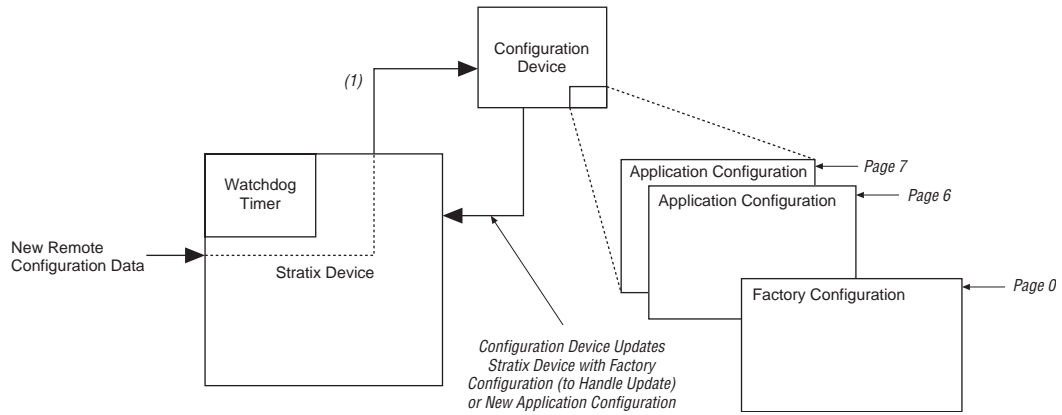 Configuration
Device
(1)
Application Configuration
Page 7
Application Configuration
Page 6
Watchdog
Timer
New Remote
Configuration Data
Stratix Device
Factory Configuration
Page 0
Configuration Device Updates
Stratix Device with Factory
Configuration (to Handle Update)
or New Application Configuration